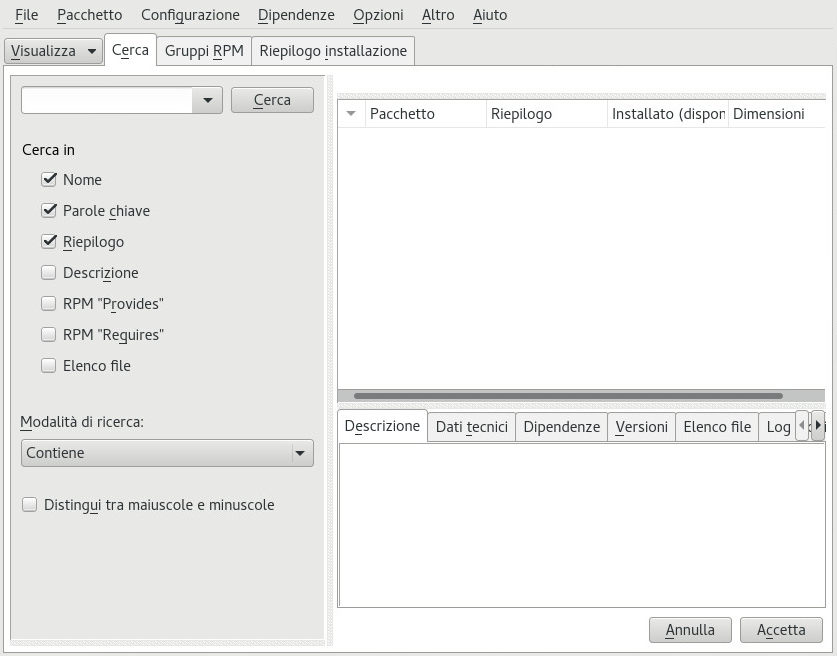 File Pacchetto Configurazione Dipendenze Opzioni Altro Aiuto
Visualizza Cerca Gruppi RPM Riepilogo installazione
Cerca
Cerca in
Nome
Parole chiave
Riepilogo
Descrizione
RPM "Provides"
RPM "Requires"
Elenco file
Modalità di ricerca:
Contiene
Distingui tra maiuscole e minuscole
Pacchetto Riepilogo Installato (dispon Dimensioni
Descrizione Dati tecnici Dipendenze Versioni Elenco file Log
Annulla Accetta